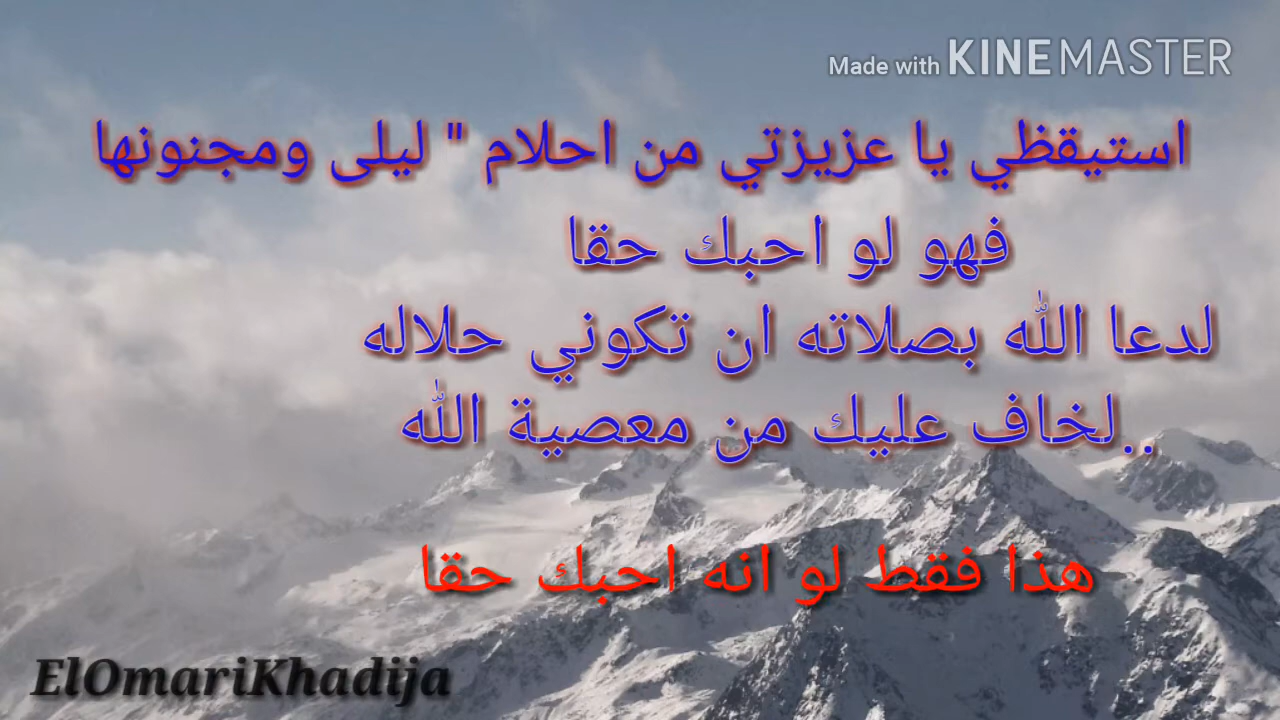 Made with KINEMASTER
استيقظي يا عزيزتي من احلام " ليلى ومجنونها
فهو لو احبك حقا
لدعا الله بصلاته ان تكوني حلاله
..لخاف عليك من معصية الله
هذا فقط لو انه احبك حقا
ElOmariKhadija